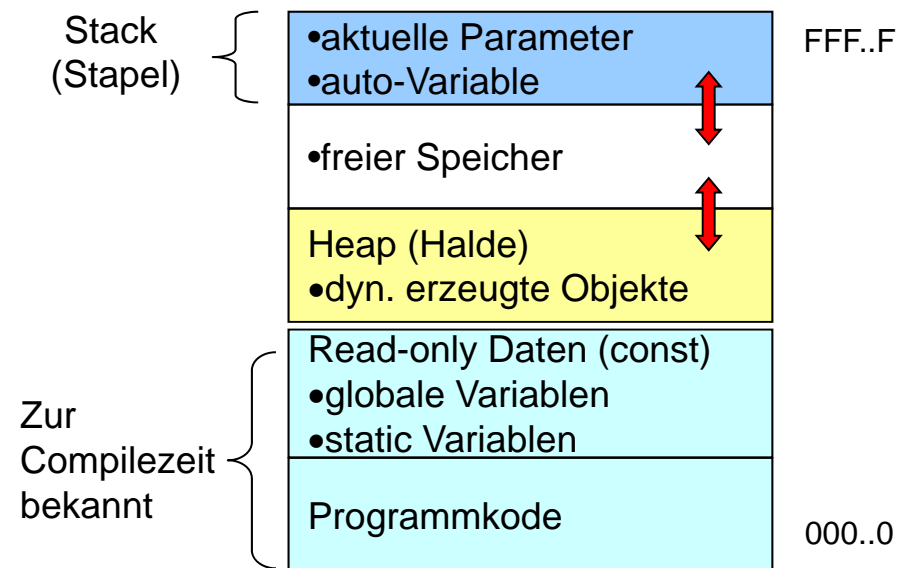 Stack
(Stapel)
•aktuelle Parameter
•auto-Variable
FFF..F
•freier Speicher
Heap (Halde)
•dyn. erzeugte Objekte
Zur
Compilezeit
bekannt
Read-only Daten (const)
•globale Variablen
•static Variablen
Programmkode
000..0